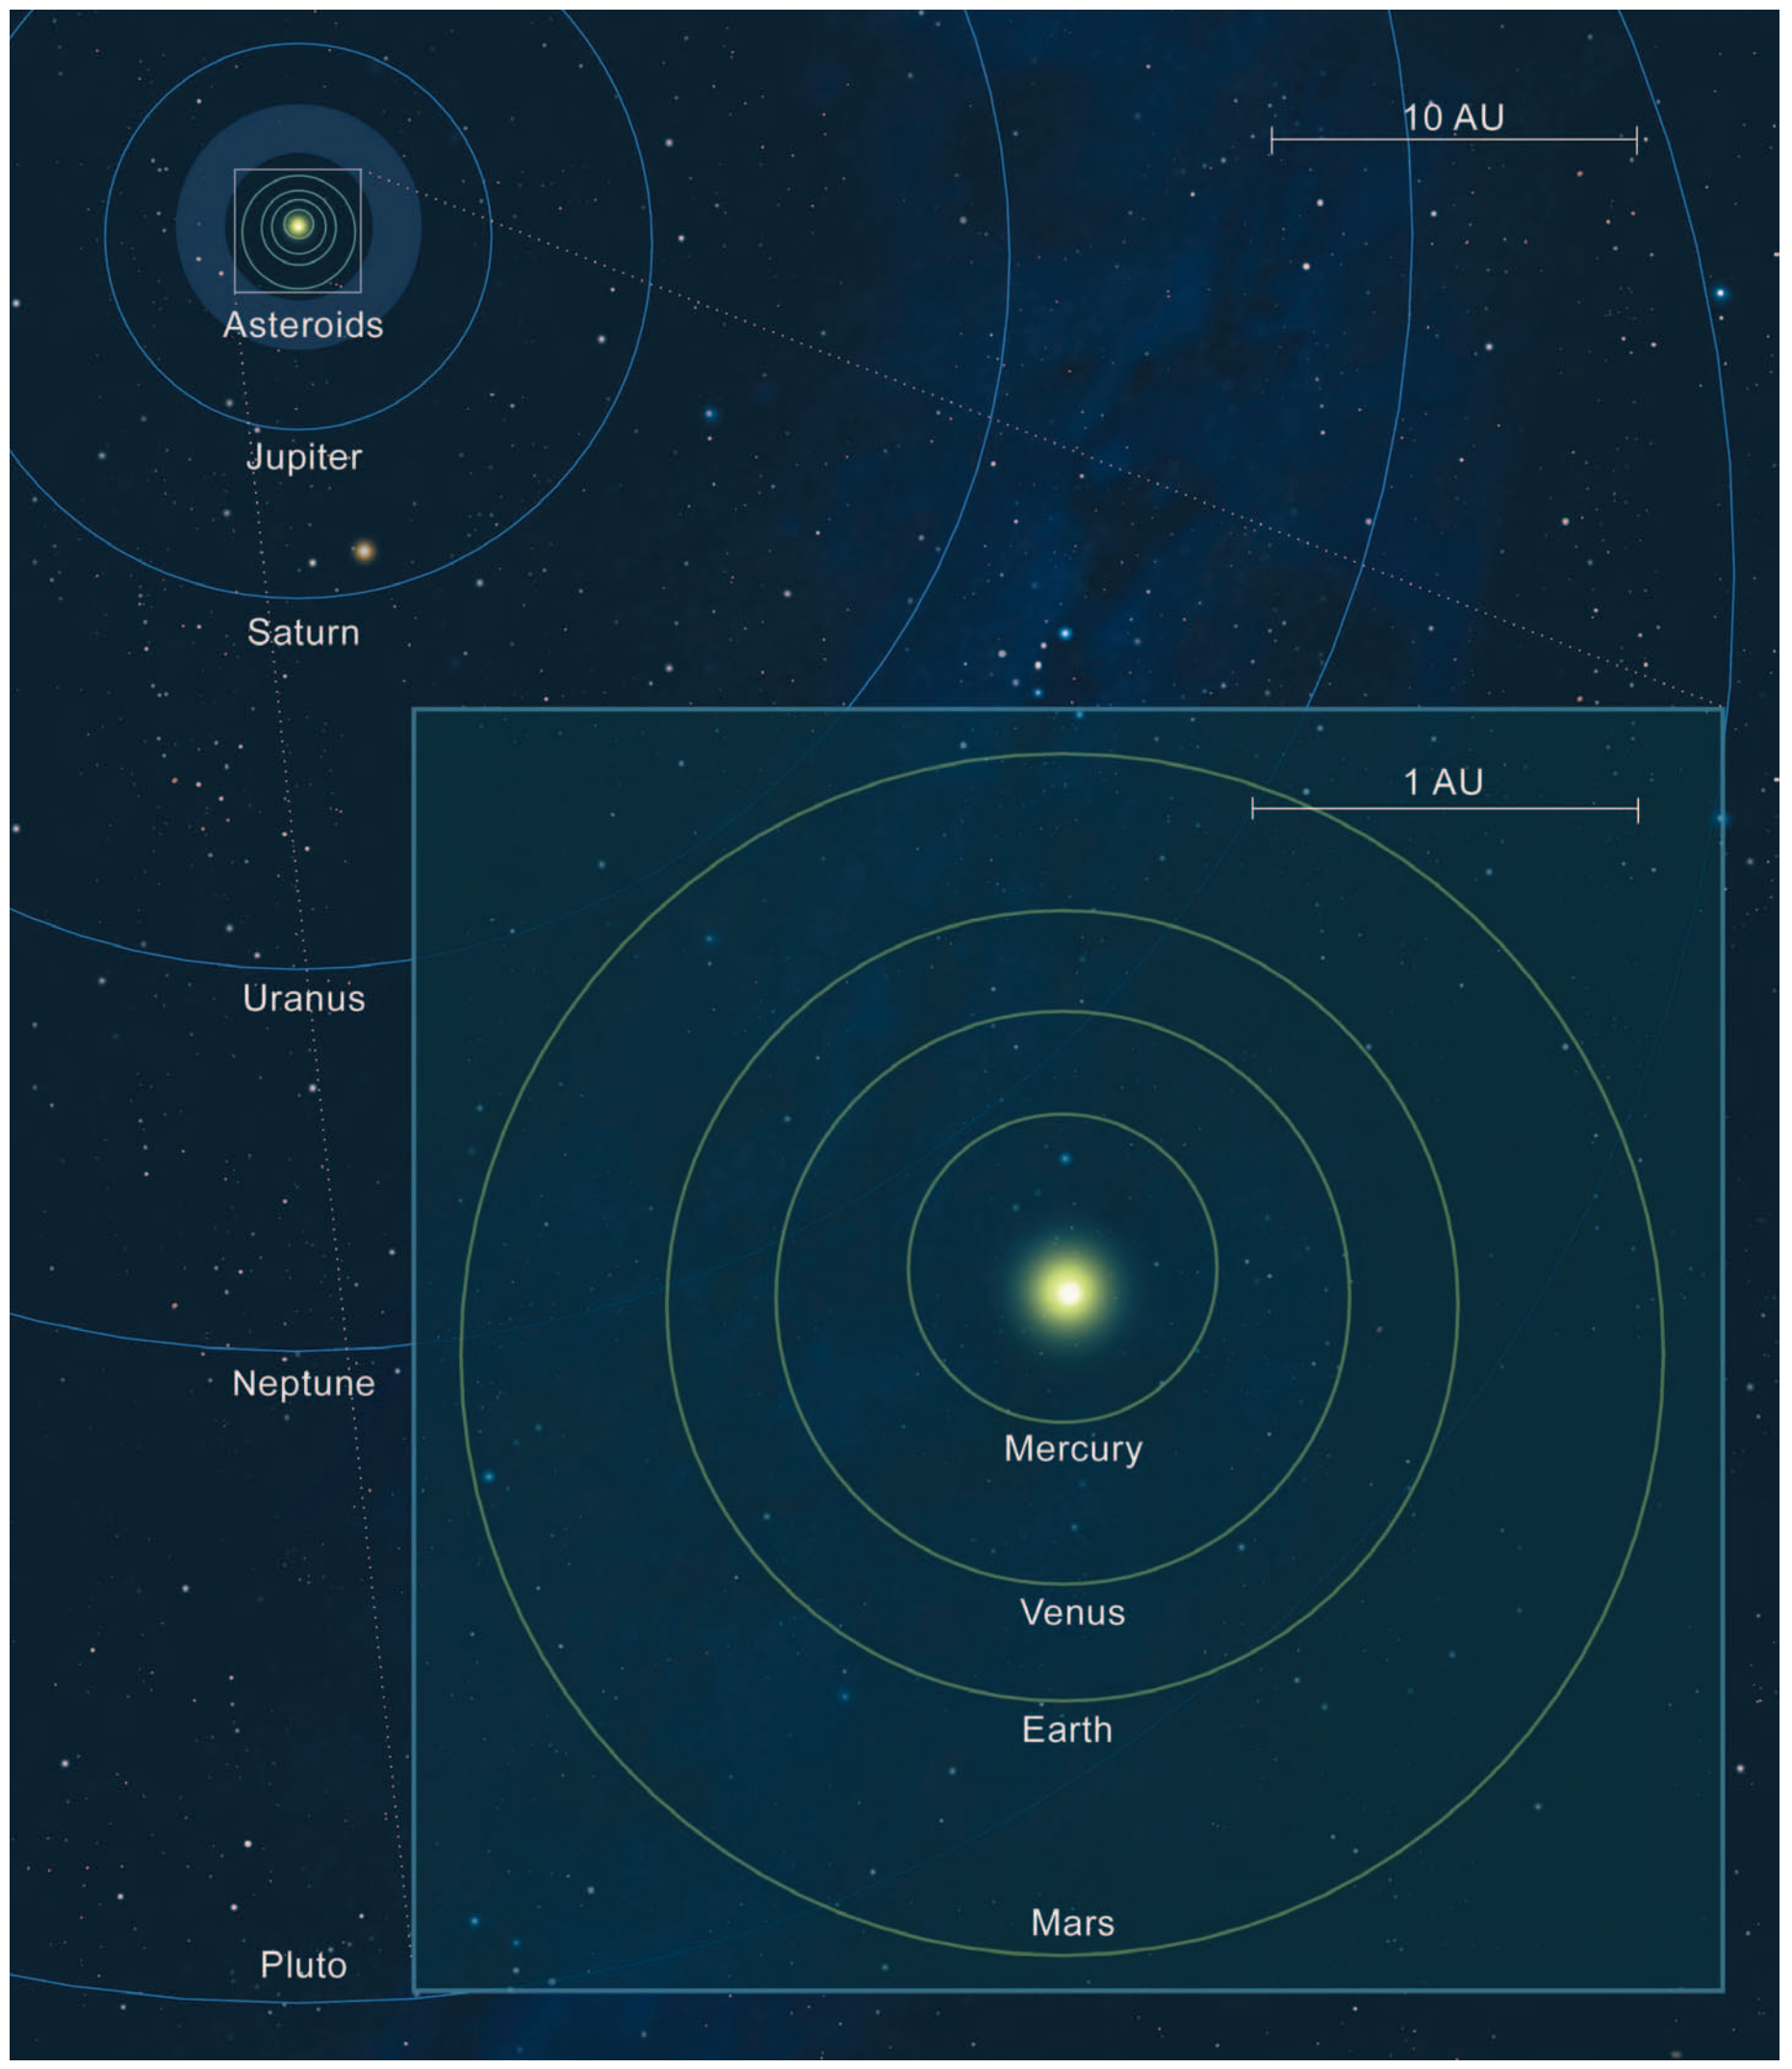 10 AU
Asteroids
Jupiter
Saturn
1 AU
Uranus
Neptune
Mercury
Venus
Earth
Mars
Pluto